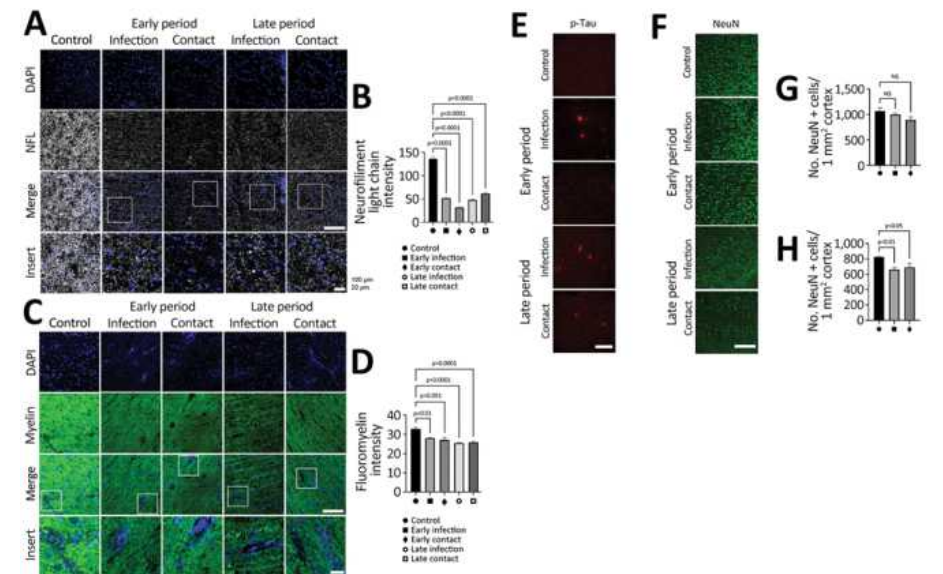 A
Early period
Late period
Control
Infection
Contact
Infection
Contact
DAPI
NFL
Merge
Insert
100 μm
20 μm
B
p<0.0001
p<0.0001
p<0.0001
p<0.0001
Neurofiliment
light chain
intensity
150
100
50
0
Control
Early infection
Early contact
Late infection
Late contact
C
Early period
Late period
Control
Infection
Contact
Infection
Contact
DAPI
Myelin
Merge
Insert
D
p<0.0001
p<0.0001
p=0.001
p<0.01
Fluoromyelin
intensity
40
30
20
10
0
Control
Early infection
Early contact
Late infection
Late contact
E
p-Tau
Control
Early period
Infection
Contact
Late period
Infection
Contact
F
NeuN
Control
Early period
Infection
Contact
Late period
Infection
Contact
G
NS
NS
No. NeuN + cells/
1 mm² cortex
1,500
1,000
500
0
H
p<0.05
p<0.01
No. NeuN + cells/
1 mm² cortex
1,000
800
600
400
200
0